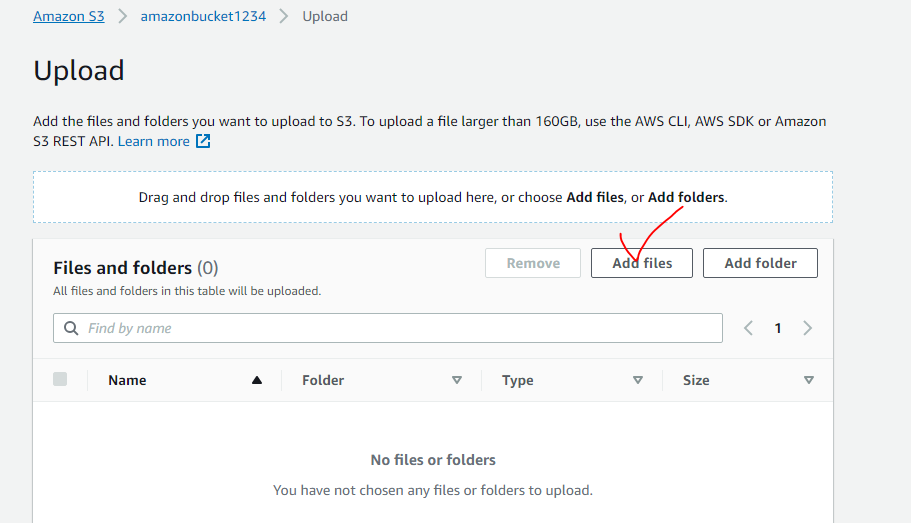 Amazon S3 > amazonbucket1234 > Upload
Upload
Add the files and folders you want to upload to S3. To upload a file larger than 160GB, use the AWS CLI, AWS SDK or Amazon
S3 REST API. Learn more
Drag and drop files and folders you want to upload here, or choose Add files, or Add folders.
Files and folders (0)
Remove
Add files
Add folder
All files and folders in this table will be uploaded.
Find by name
1
Name Folder Type Size
No files or folders
You have not chosen any files or folders to upload.